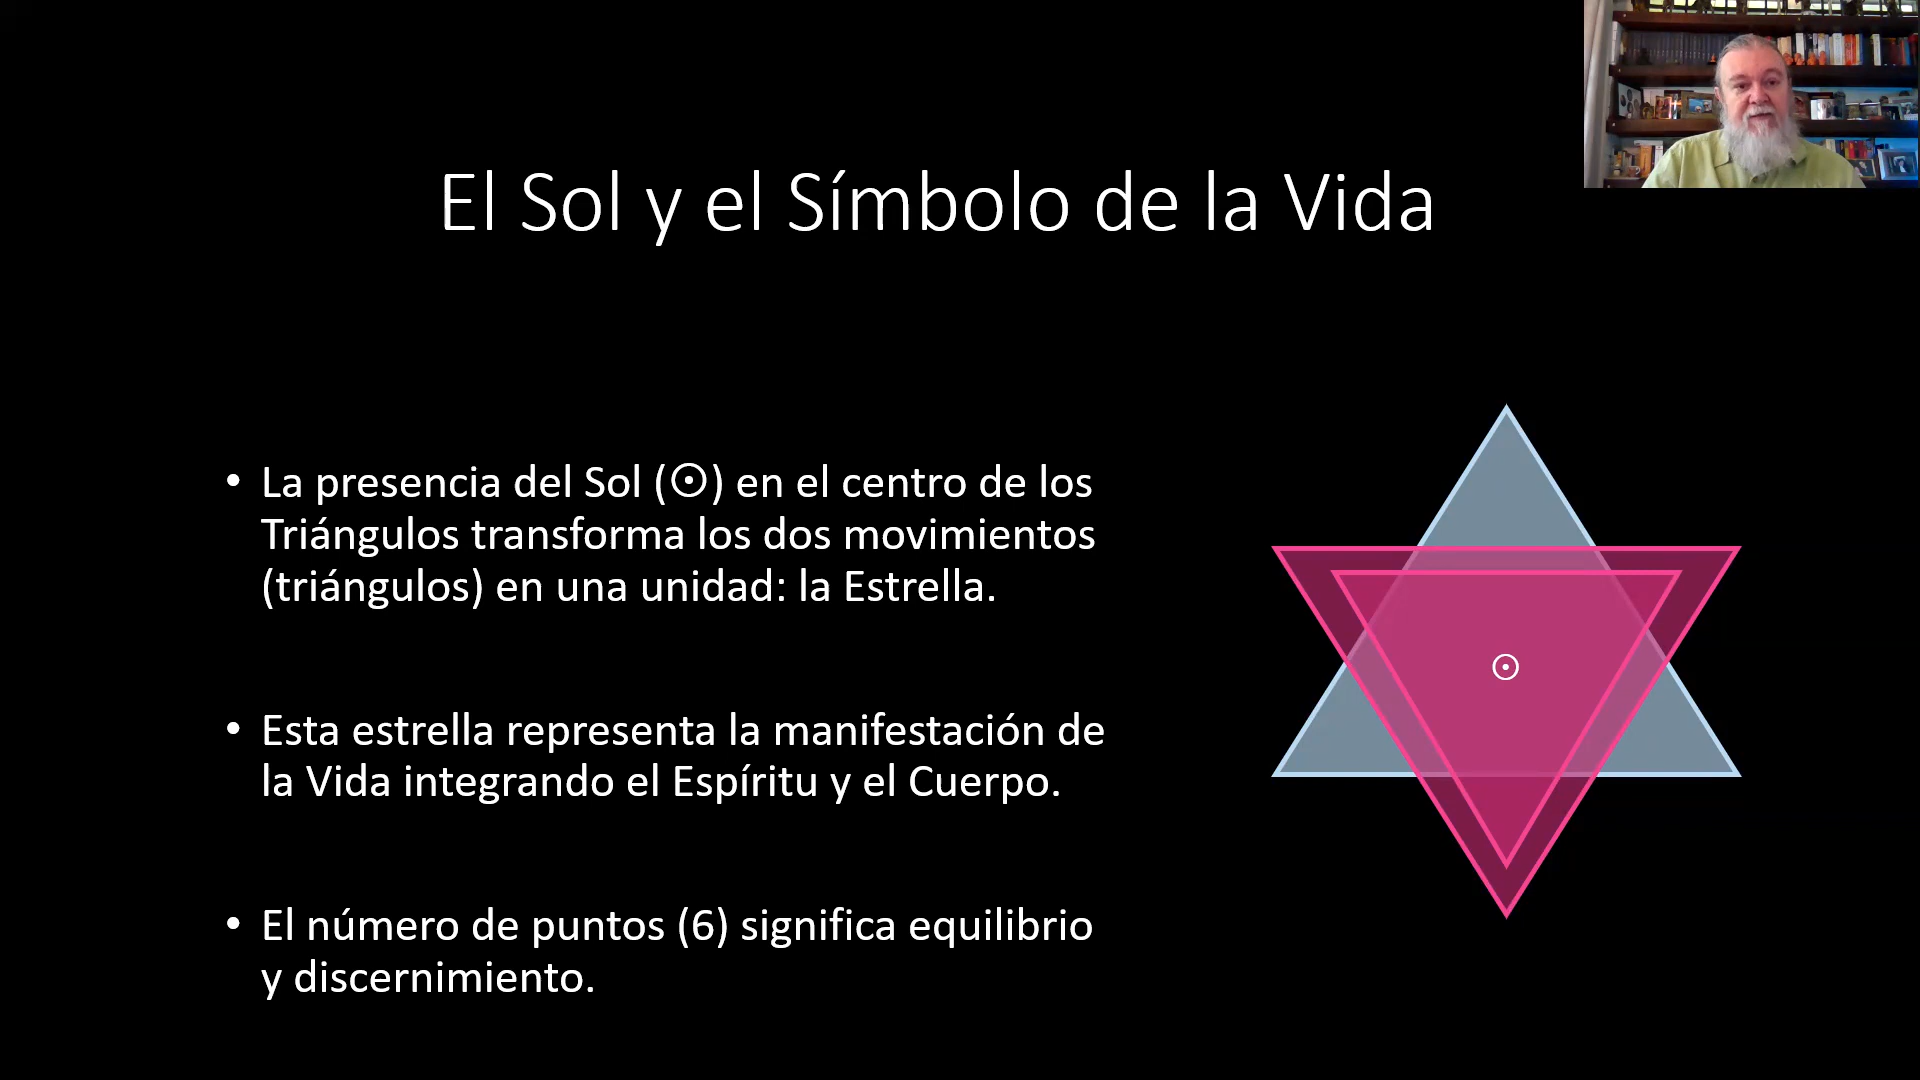 El Sol y el Símbolo de la Vida
• La presencia del Sol (☉) en el centro de los
Triángulos transforma los dos movimientos
(triángulos) en una unidad: la Estrella.
• Esta estrella representa la manifestación de
la Vida integrando el Espíritu y el Cuerpo.
• El número de puntos (6) significa equilibrio
y discernimiento.
☉